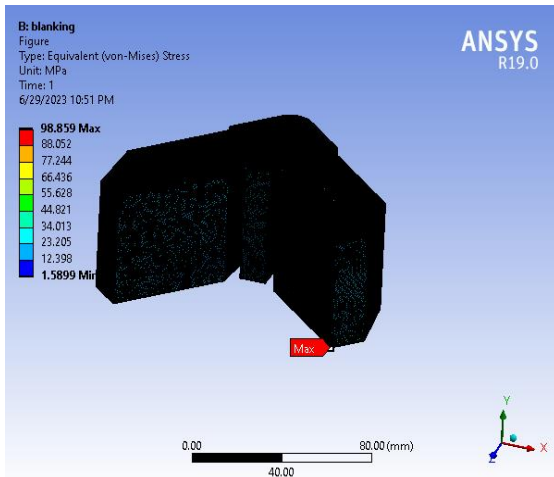 B: blanking
Figure
Type: Equivalent (von-Mises) Stress
Unit: MPa
Time: 1
6/29/2023 10:51 PM
ANSYS
R19.0
98.859 Max
88.052
77.244
66.436
55.628
44.821
34.013
23.205
12.398
1.5899 Min
Max
0.00
80.00 (mm)
40.00
Y
X
Z